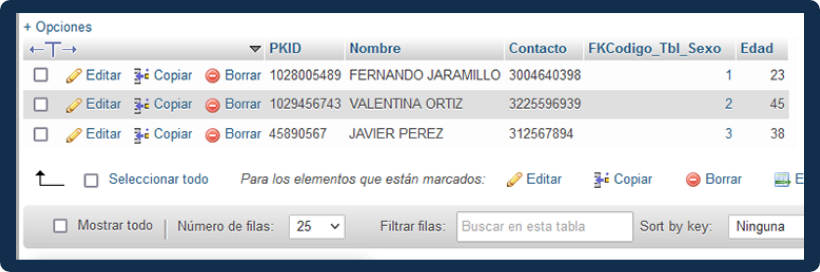 + Opciones
←T→ PKID Nombre Contacto FKCodigo_Tbl_Sexo Edad
Editar Copiar Borrar 1028005489 FERNANDO JARAMILLO 3004640398 1 23
Editar Copiar Borrar 1029456743 VALENTINA ORTIZ 3225596939 2 45
Editar Copiar Borrar 45890567 JAVIER PEREZ 312567894 3 38
Seleccionar todo Para los elementos que están marcados: Editar Copiar Borrar E
Mostrar todo | Número de filas: 25 Filtrar filas: Buscar en esta tabla Sort by key: Ninguna